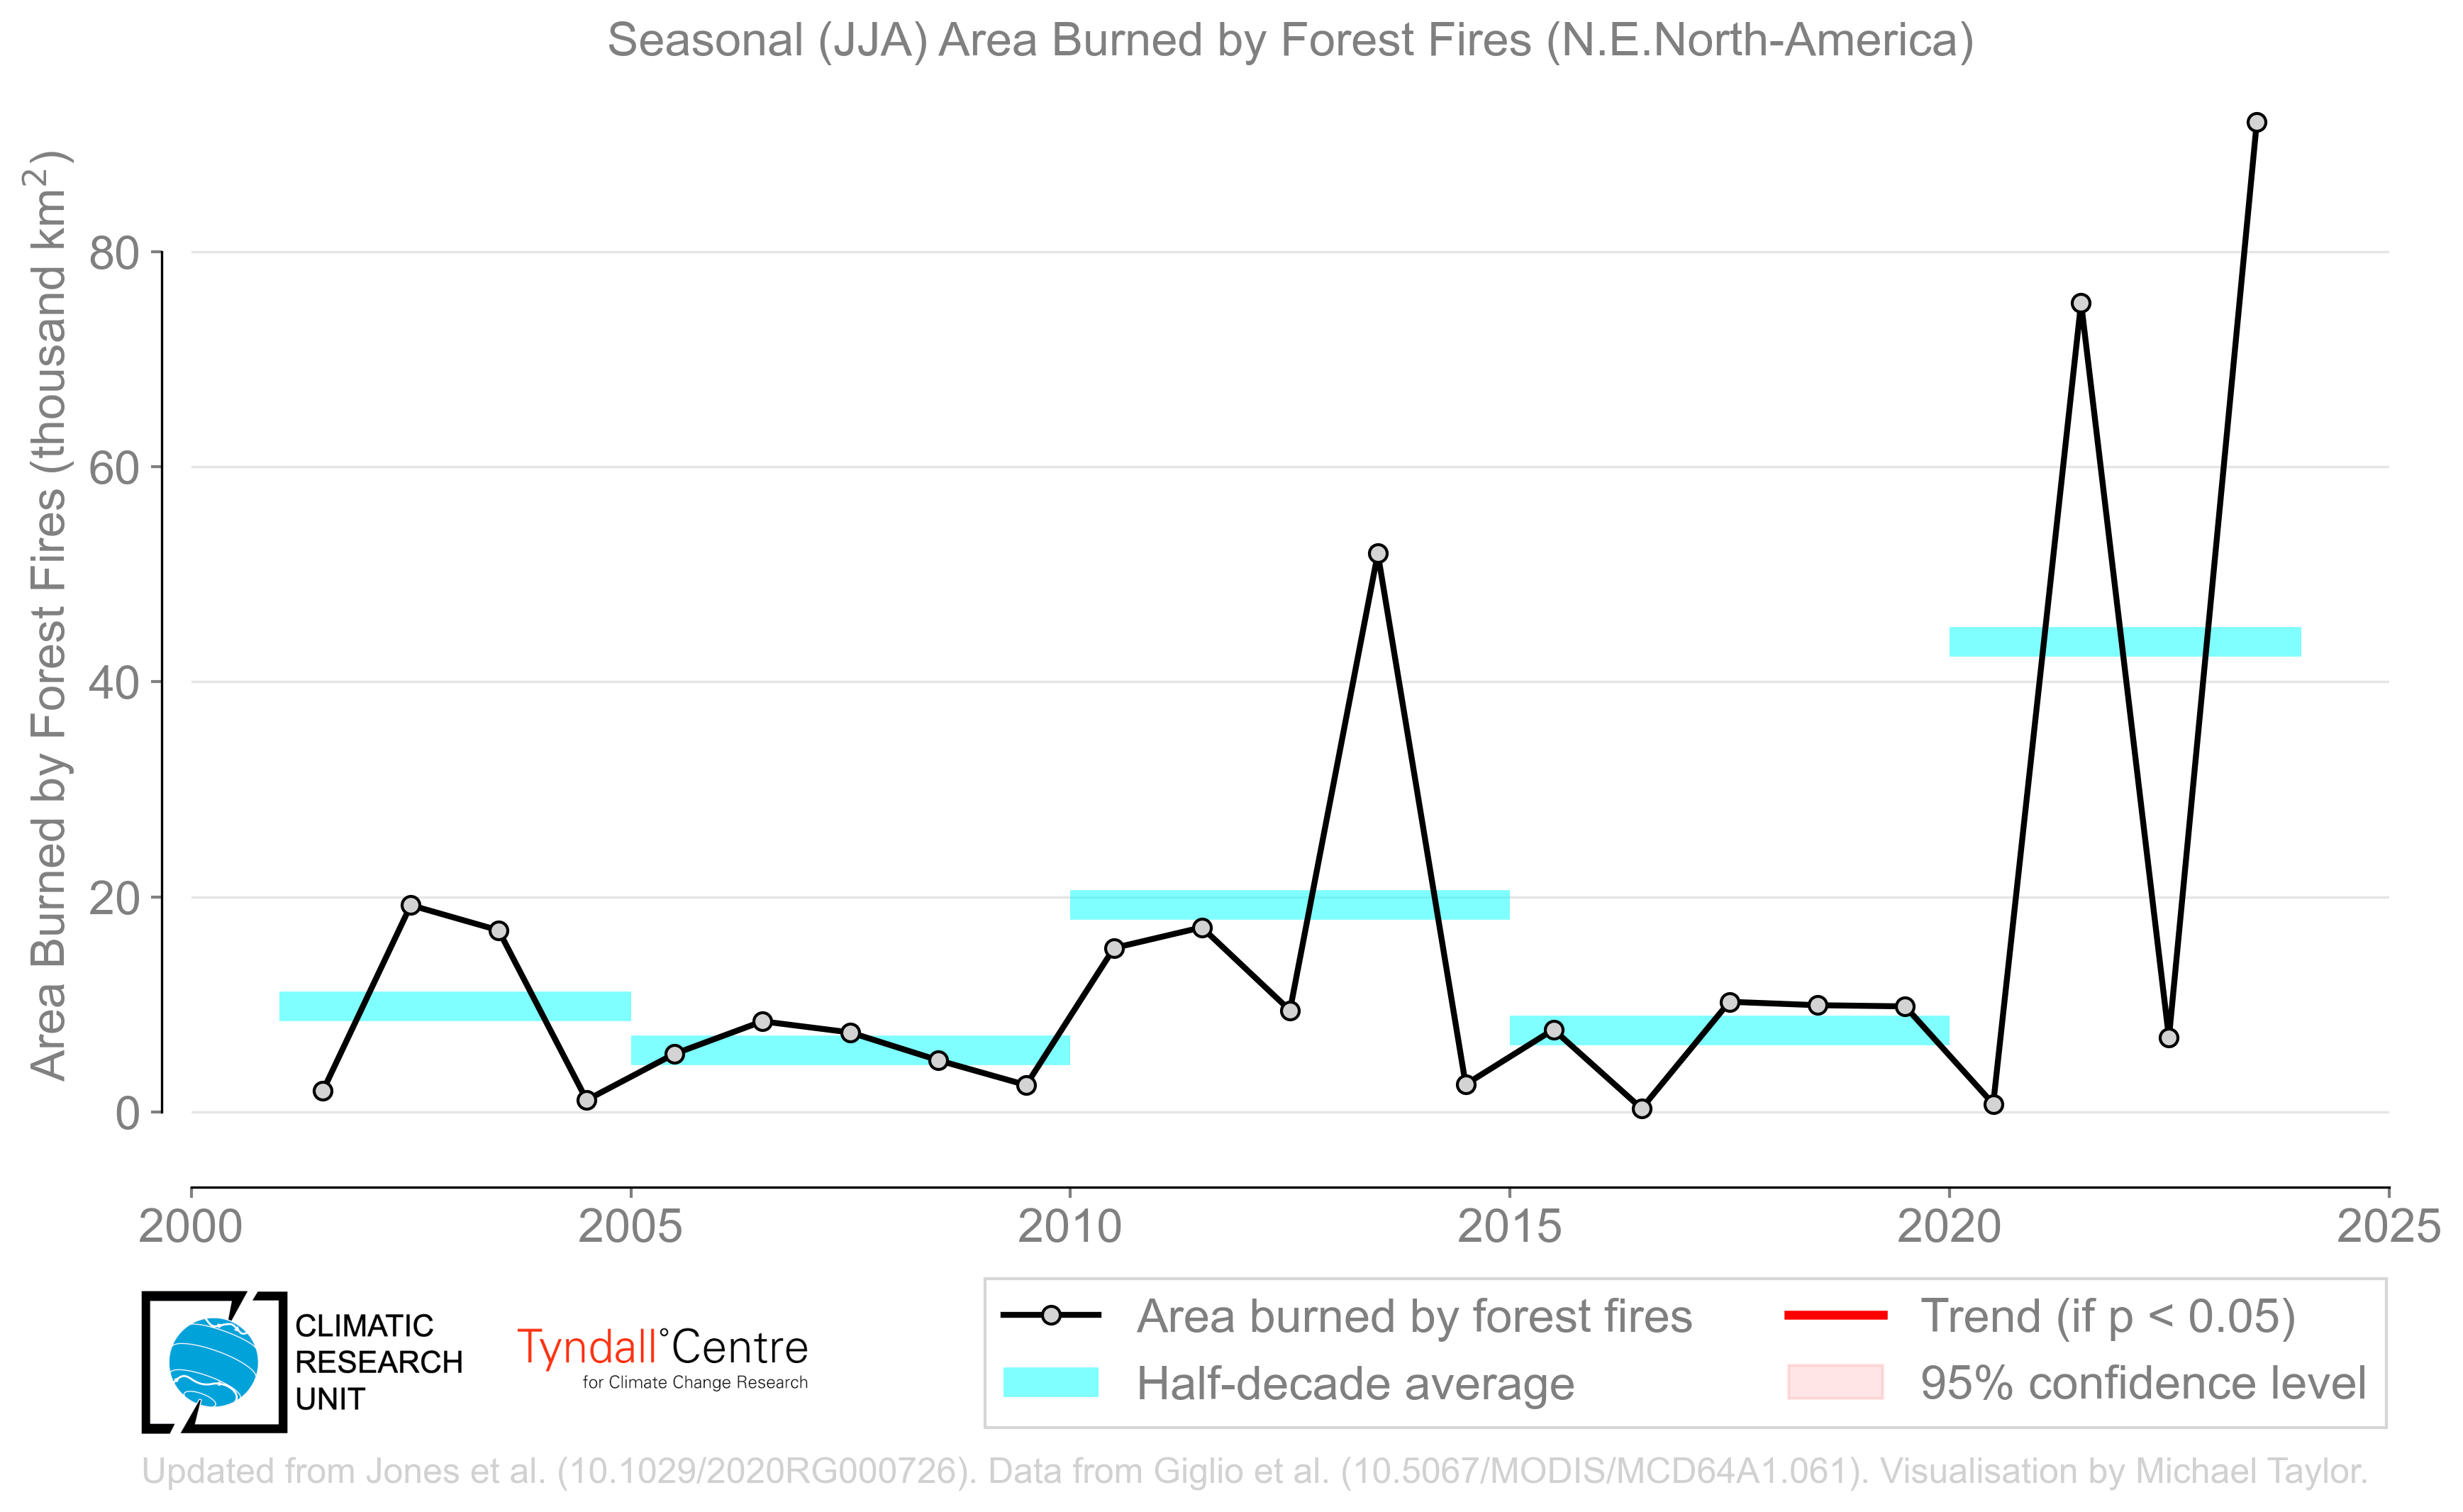 Seasonal (JJA) Area Burned by Forest Fires (N.E.North-America)
Area Burned by Forest Fires (thousand km²)
80
60
40
20
0
2000 2005 2010 2015 2020 2025
CLIMATIC
RESEARCH
UNIT
Tyndall°Centre
for Climate Change Research
Area burned by forest fires
Half-decade average
Trend (if p < 0.05)
95% confidence level
Updated from Jones et al. (10.1029/2020RG000726). Data from Giglio et al. (10.5067/MODIS/MCD64A1.061). Visualisation by Michael Taylor.